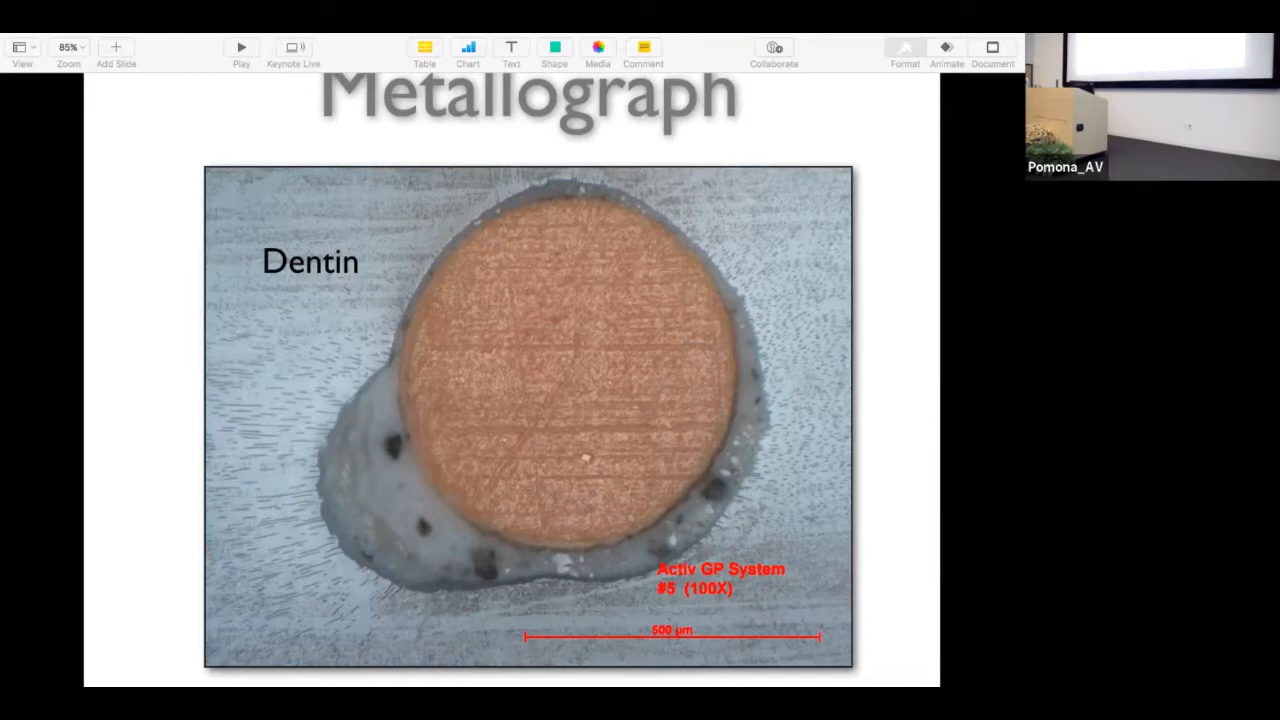 85%
View
Zoom
Add Slide
Play
Keynote Live
Table
Chart
Text
Shape
Media
Comment
Collaborate
Format
Animate
Document
Metallograph
Pomona_AV
Dentin
Activ GP System
#5 (100X)
500 µm